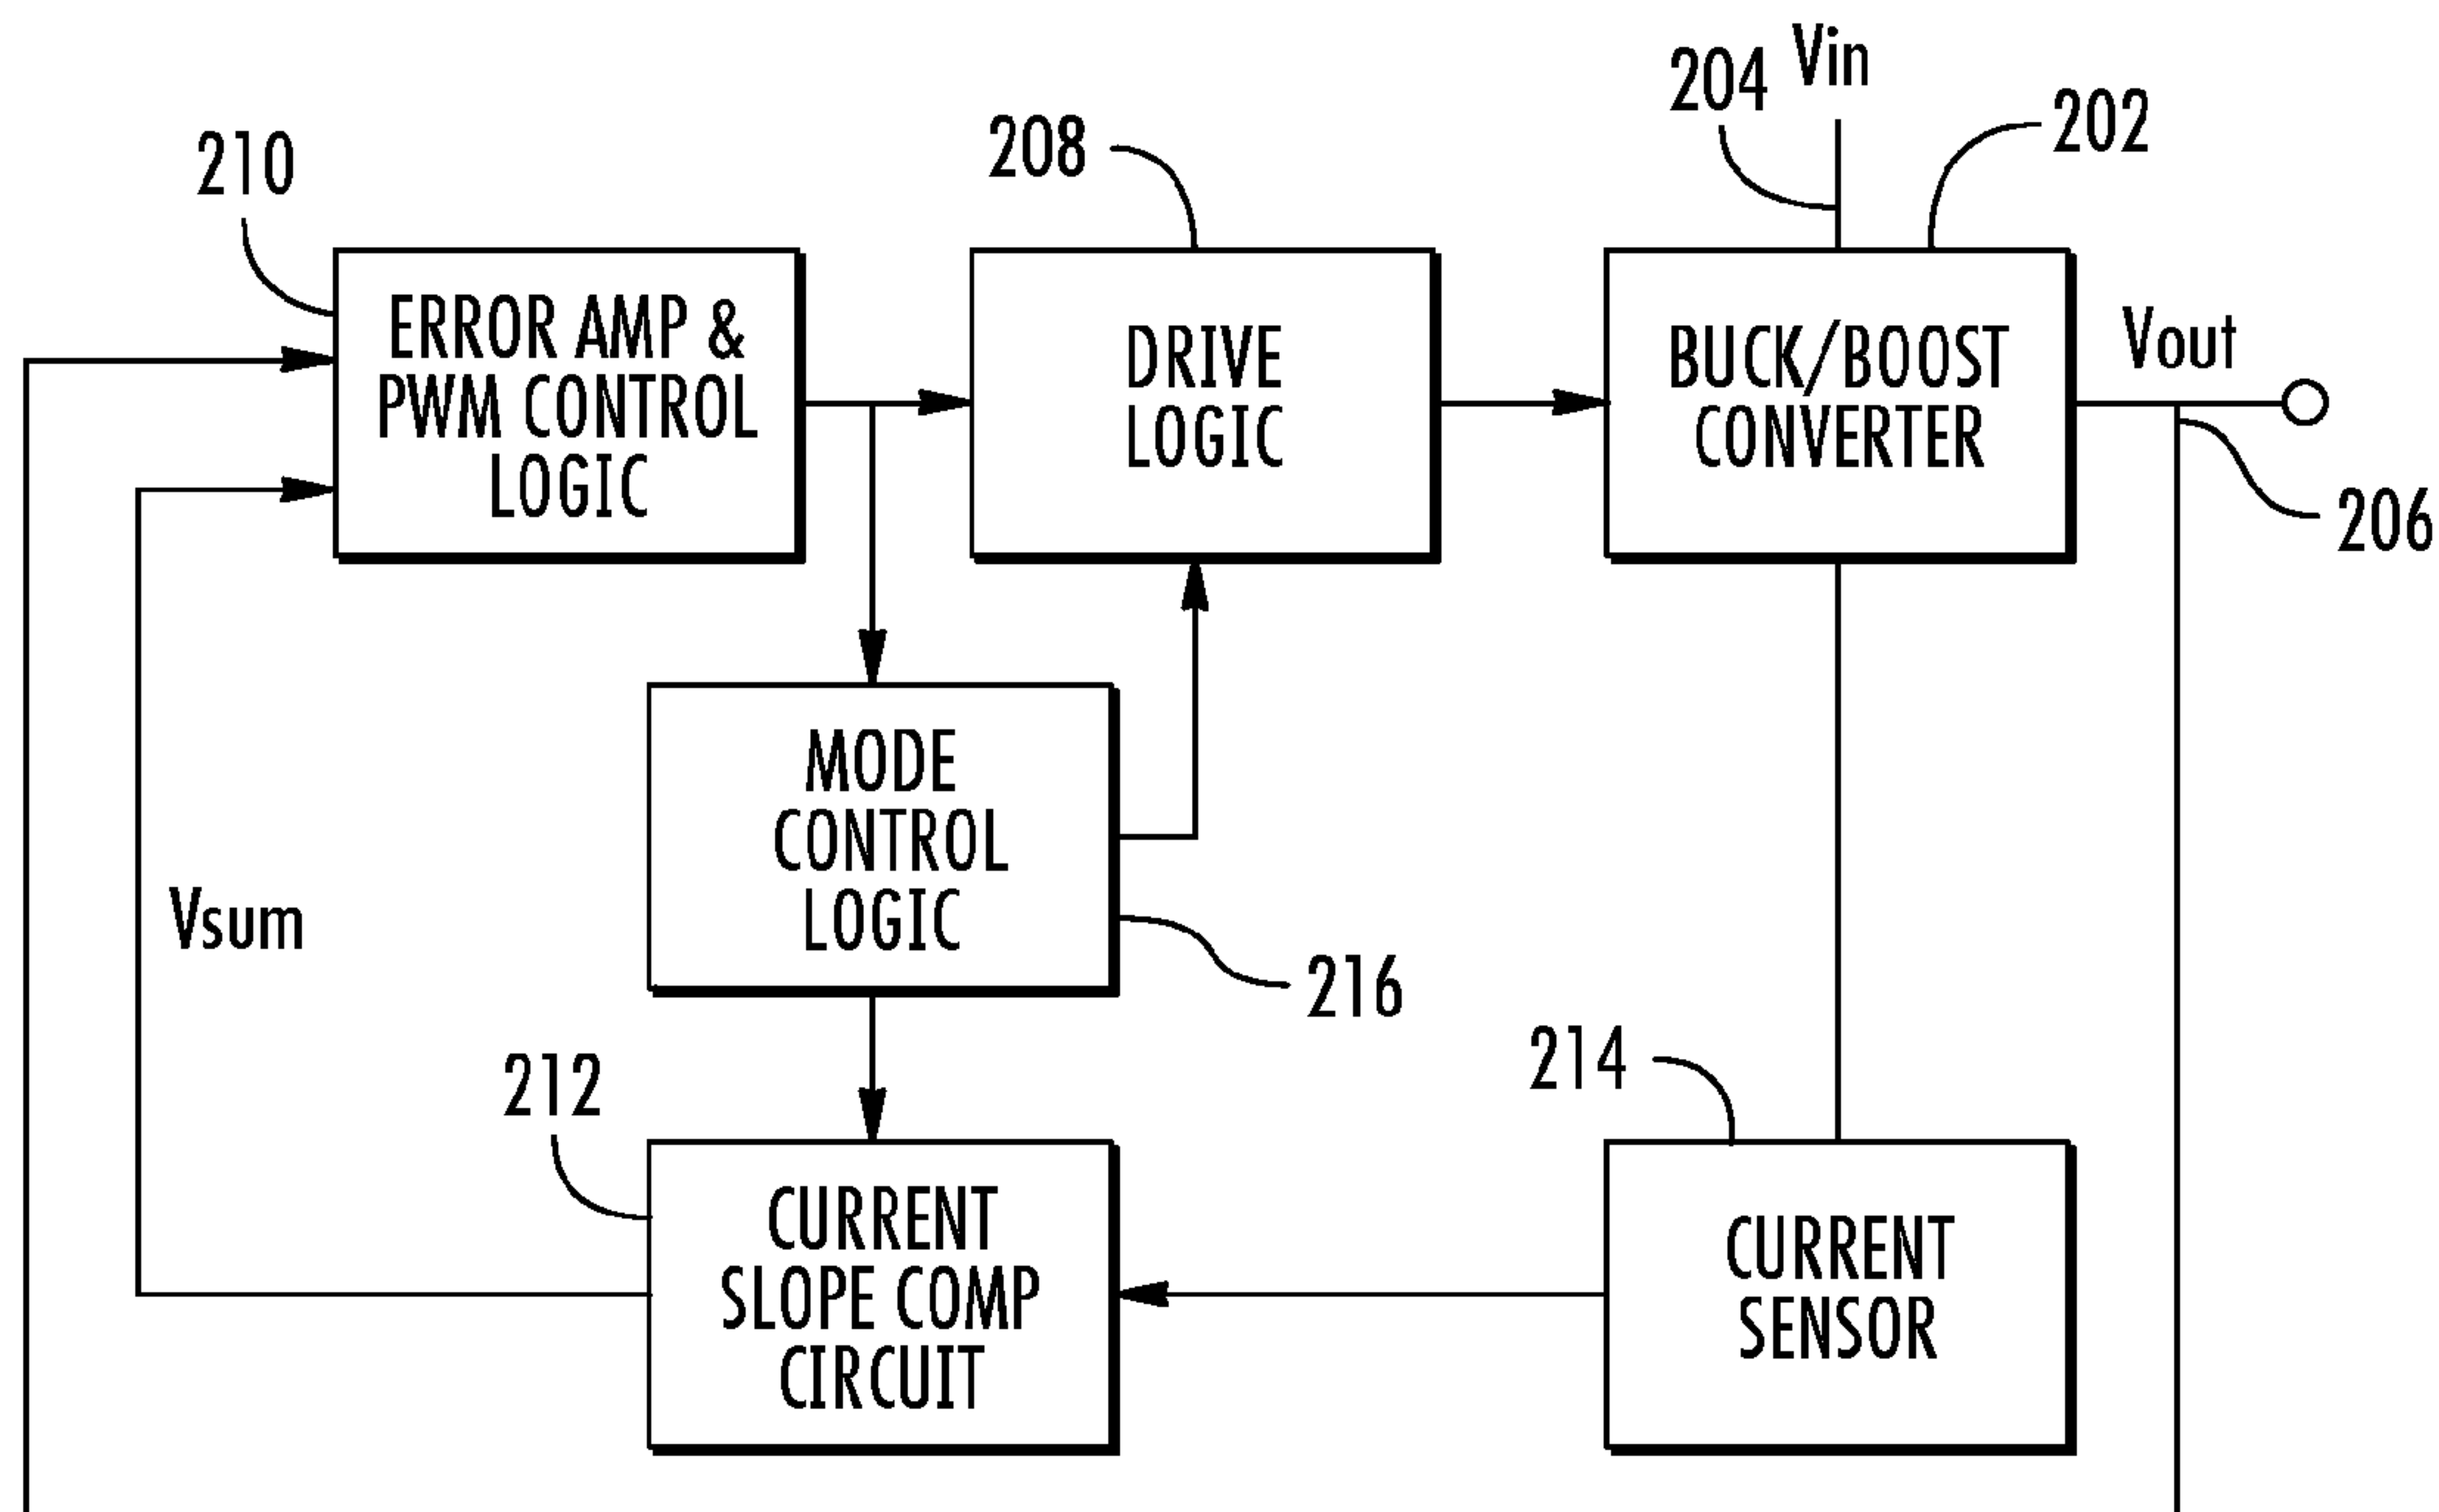 Vin
204
202
208
210
ERROR AMP &
PWM CONTROL
LOGIC
DRIVE
LOGIC
BUCK/BOOST
CONVERTER
Vout
206
MODE
CONTROL
LOGIC
Vsum
216
214
212
CURRENT
SLOPE COMP
CIRCUIT
CURRENT
SENSOR